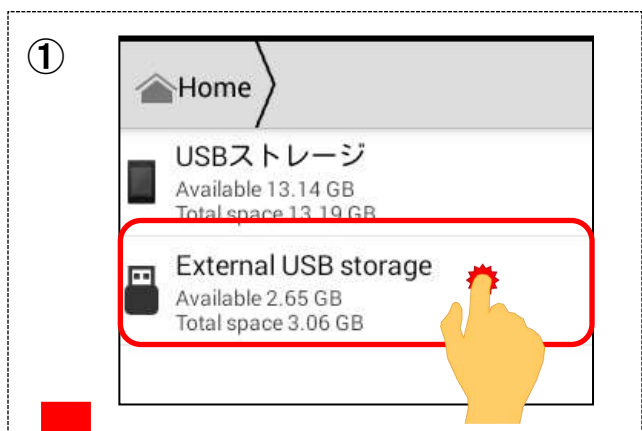 ①
Home
USBストレージ
Available 13.14 GB
Total space 13.19 GB
External USB storage
Available 2.65 GB
Total space 3.06 GB